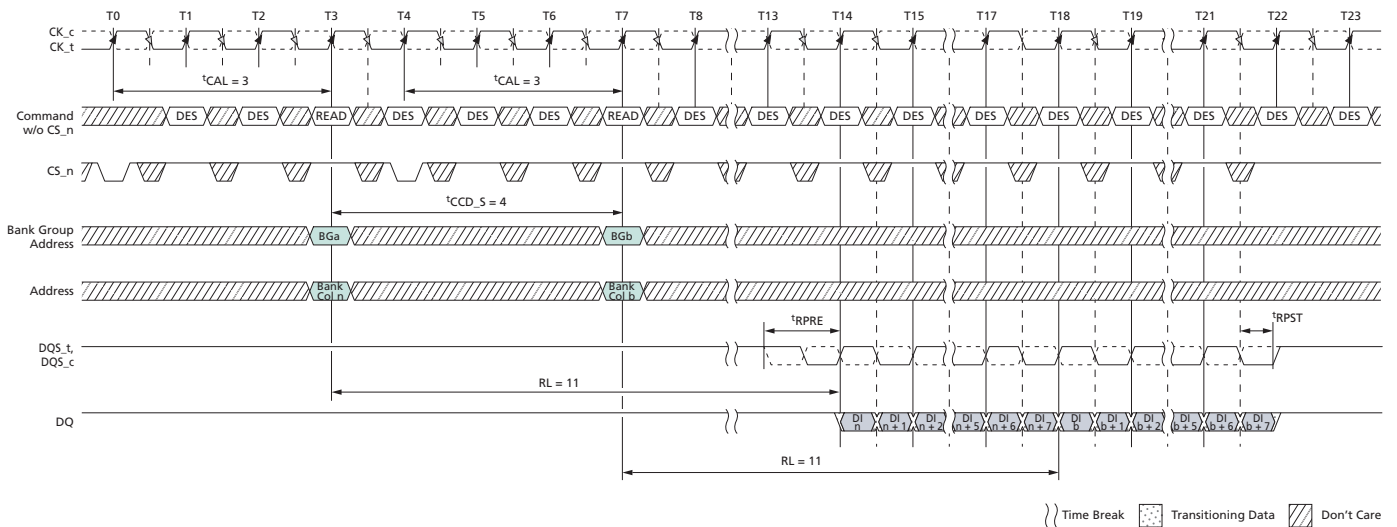 T0 T1 T2 T3 T4 T5 T6 T7 T8 T13 T14 T15 T17 T18 T19 T21 T22 T23
CK_c
CK_t
tCAL = 3 tCAL = 3
Command
w/o CS_n
DES DES READ DES DES DES READ DES DES DES DES DES DES DES DES DES DES
CS_n
tCCD_S = 4
Bank Group
Address
BGa BGb
Address
Bank
Col n
Bank
Col b
tRPRE tRPST
DQS_t,
DQS_c
RL = 11
DQ
DI
n
DI
n + 1
DI
n + 2
DI
n + 5
DI
n + 6
DI
n + 7
DI
b
DI
b + 1
DI
b + 2
DI
b + 5
DI
b + 6
DI
b + 7
RL = 11
Time Break Transitioning Data Don't Care